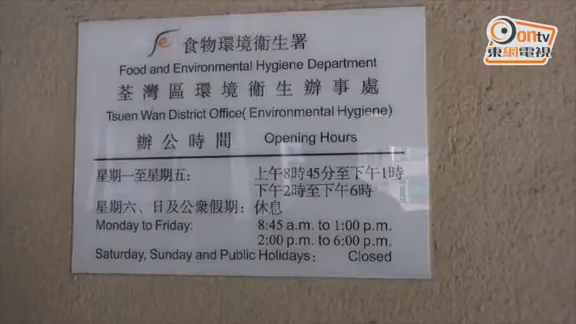 ontv
東網電視
食物環境衞生署
Food and Environmental Hygiene Department
荃灣區環境衞生辦事處
Tsuen Wan District Office( Environmental Hygiene)
辦公時間 Opening Hours
星期一至星期五： 上午8時45分至下午1時
下午2時至下午6時
星期六、日及公眾假期： 休息
Monday to Friday: 8:45 a.m. to 1:00 p.m.
2:00 p.m. to 6:00 p.m.
Saturday, Sunday and Public Holidays： Closed